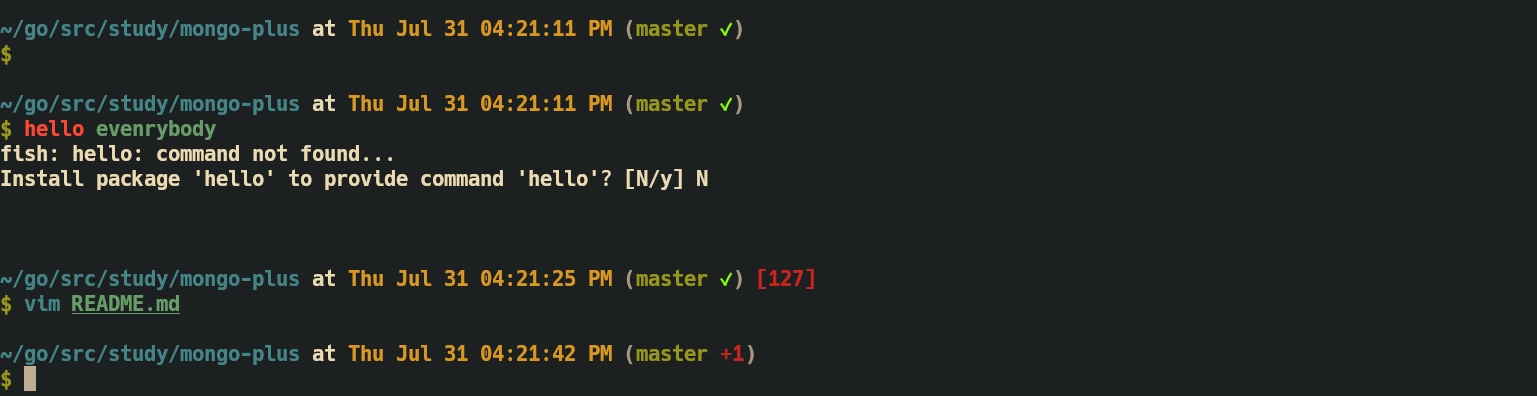 ~/go/src/study/mongo-plus at Thu Jul 31 04:21:11 PM (master ✓)
$
~/go/src/study/mongo-plus at Thu Jul 31 04:21:11 PM (master ✓)
$ hello evenrybody
fish: hello: command not found...
Install package 'hello' to provide command 'hello'? [N/y] N
~/go/src/study/mongo-plus at Thu Jul 31 04:21:25 PM (master ✓) [127]
$ vim README.md
~/go/src/study/mongo-plus at Thu Jul 31 04:21:42 PM (master +1)
$